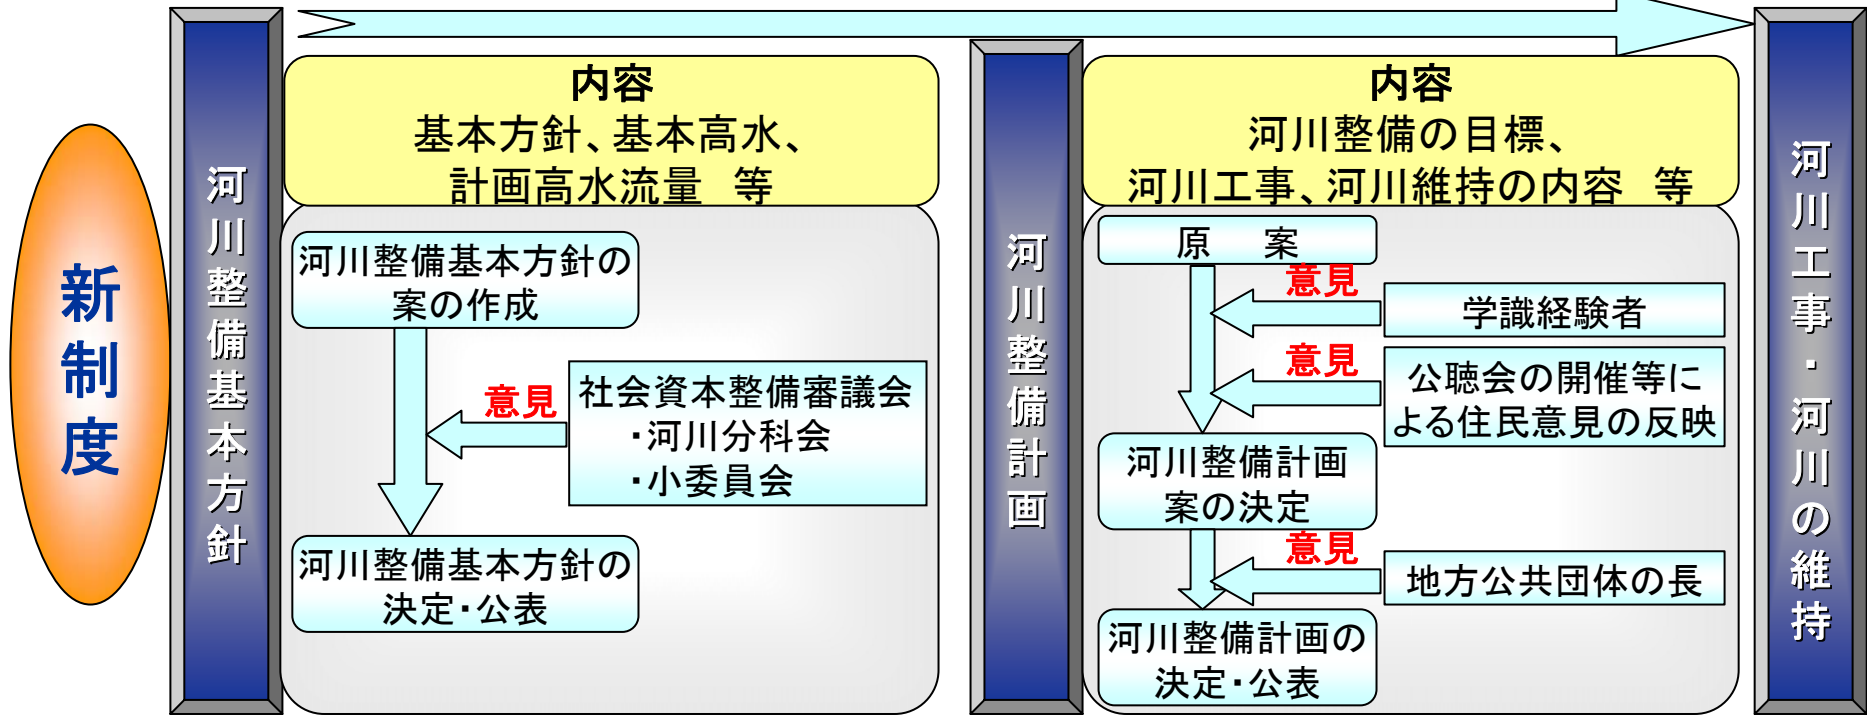 新制度
河川整備基本方針
内容
基本方針、基本高水、
計画高水流量　等
河川整備基本方針の
案の作成
意見
社会資本整備審議会
・河川分科会
・小委員会
河川整備基本方針の
決定・公表
河川整備計画
内容
河川整備の目標、
河川工事、河川維持の内容　等
原　案
意見
学識経験者
意見
公聴会の開催等に
よる住民意見の反映
河川整備計画
案の決定
意見
地方公共団体の長
河川整備計画の
決定・公表
河川工事・河川の維持